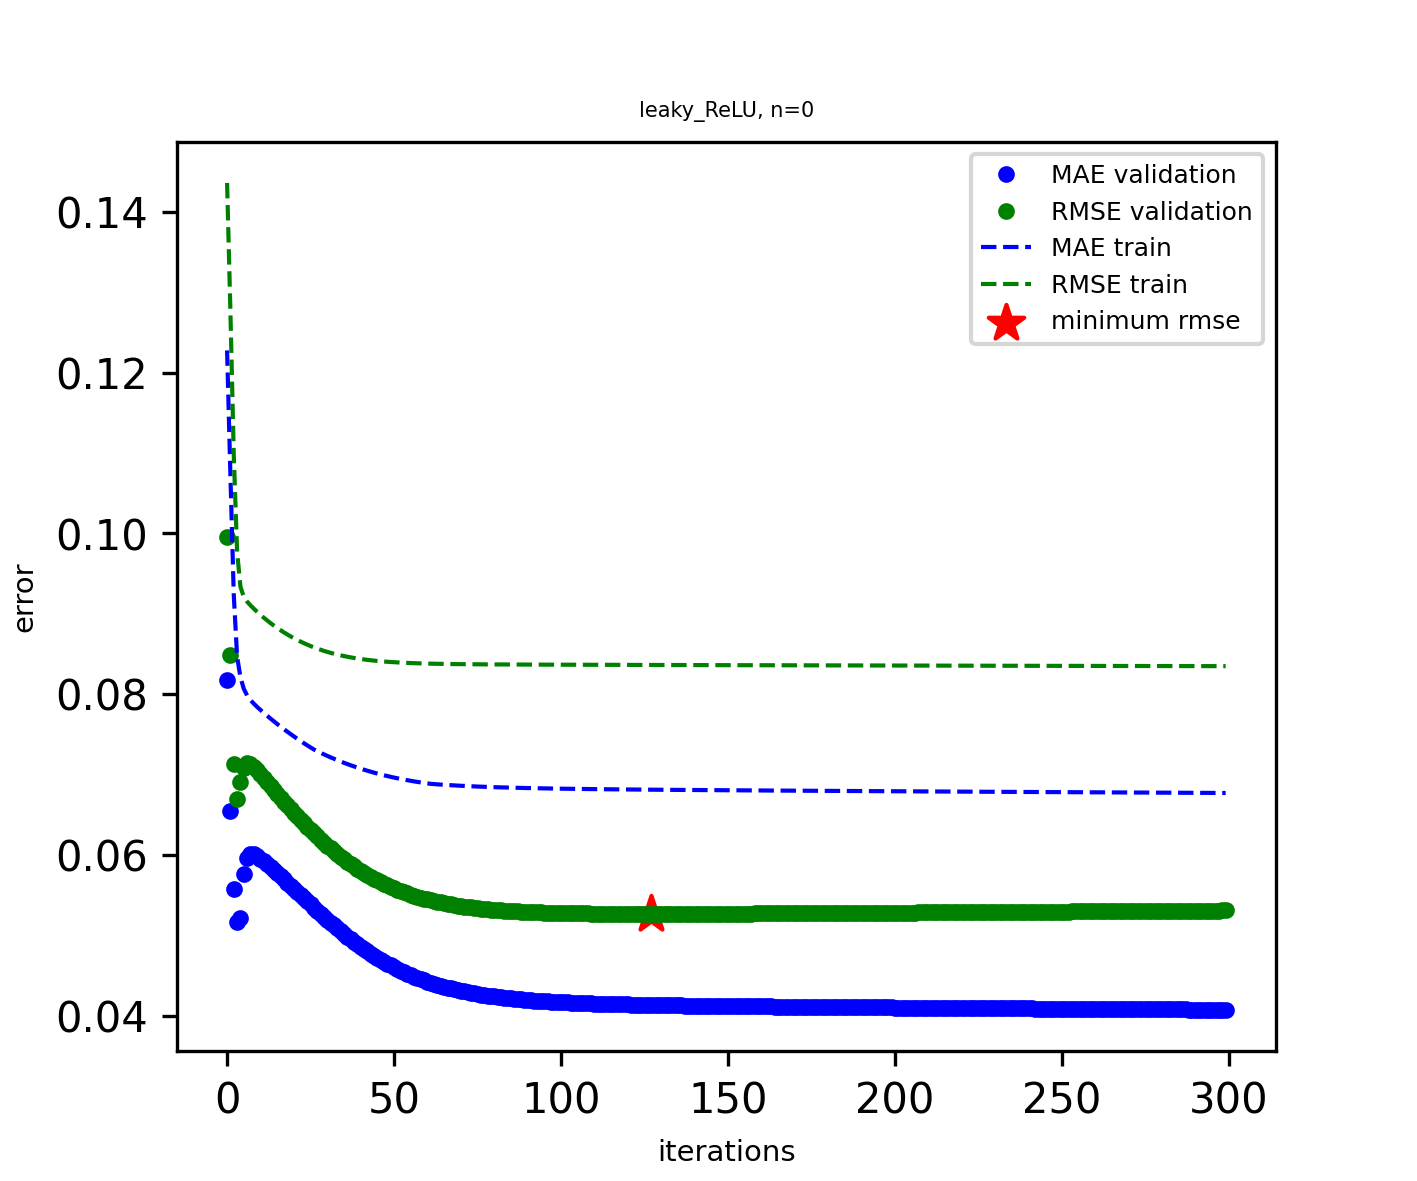 leaky_ReLU, n=0
MAE validation
RMSE validation
MAE train
RMSE train
minimum rmse
0.14
0.12
0.10
0.08
0.06
0.04
error
0 50 100 150 200 250 300
iterations